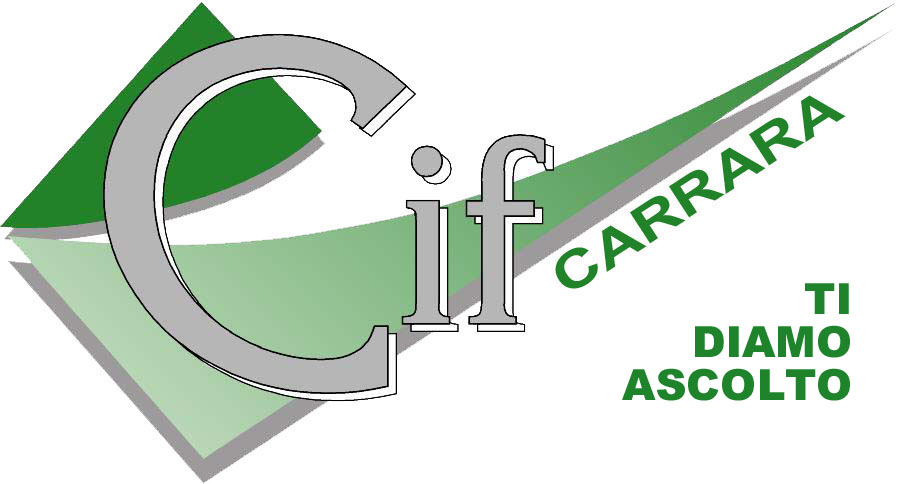 Cif
CARRARA
TI
DIAMO
ASCOLTO